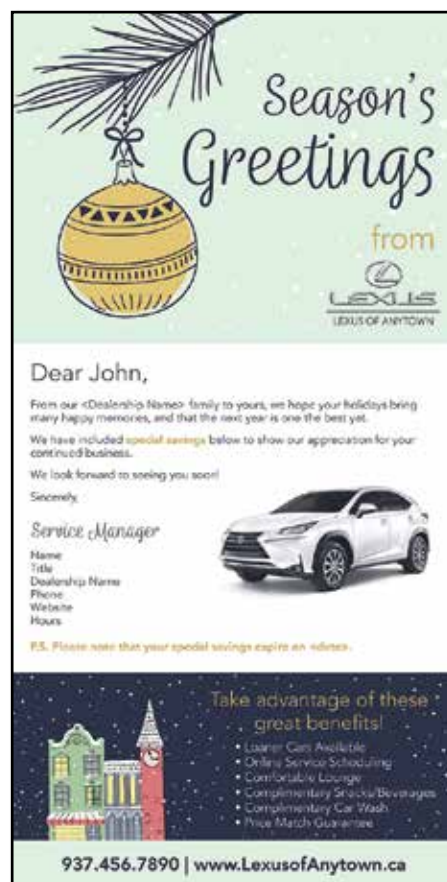 Season's
Greetings
from
LEXUS
LEXUS OF ANYTOWN
Dear John,
From our <Dealership Name> family to yours, we hope your holidays bring
many happy memories, and that the next year is one the best yet.
We have included special savings below to show our appreciation for your
continued business.
We look forward to seeing you soon!
Sincerely,
Service Manager
Name
Title
Dealership Name
Phone
Website
Hours
P.S. Please note that your special savings expire on <date>.
Take advantage of these
great benefits!
• Loaner Cars Available
• Online Service Scheduling
• Comfortable Lounge
• Complimentary Snacks/Beverages
• Complimentary Car Wash
• Price Match Guarantee
937.456.7890 | www.LexusofAnytown.ca